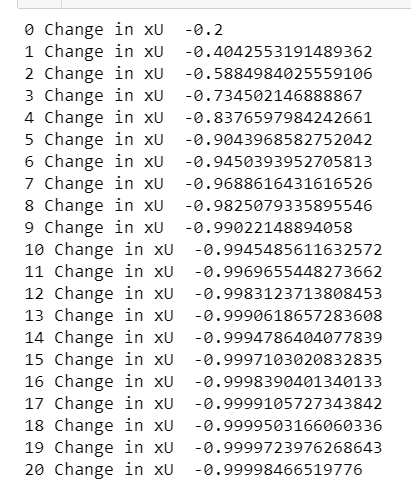 0 Change in xU  -0.2
1 Change in xU  -0.4042553191489362
2 Change in xU  -0.5884984025559106
3 Change in xU  -0.734502146888867
4 Change in xU  -0.8376597984242661
5 Change in xU  -0.9043968582752042
6 Change in xU  -0.9450393952705813
7 Change in xU  -0.9688616431616526
8 Change in xU  -0.9825079335895546
9 Change in xU  -0.99022148894058
10 Change in xU  -0.9945485611632572
11 Change in xU  -0.9969655448273662
12 Change in xU  -0.9983123713808453
13 Change in xU  -0.9990618657283608
14 Change in xU  -0.9994786404077839
15 Change in xU  -0.9997103020832835
16 Change in xU  -0.9998390401340133
17 Change in xU  -0.9999105727343842
18 Change in xU  -0.9999503166060336
19 Change in xU  -0.9999723976268643
20 Change in xU  -0.99998466519776